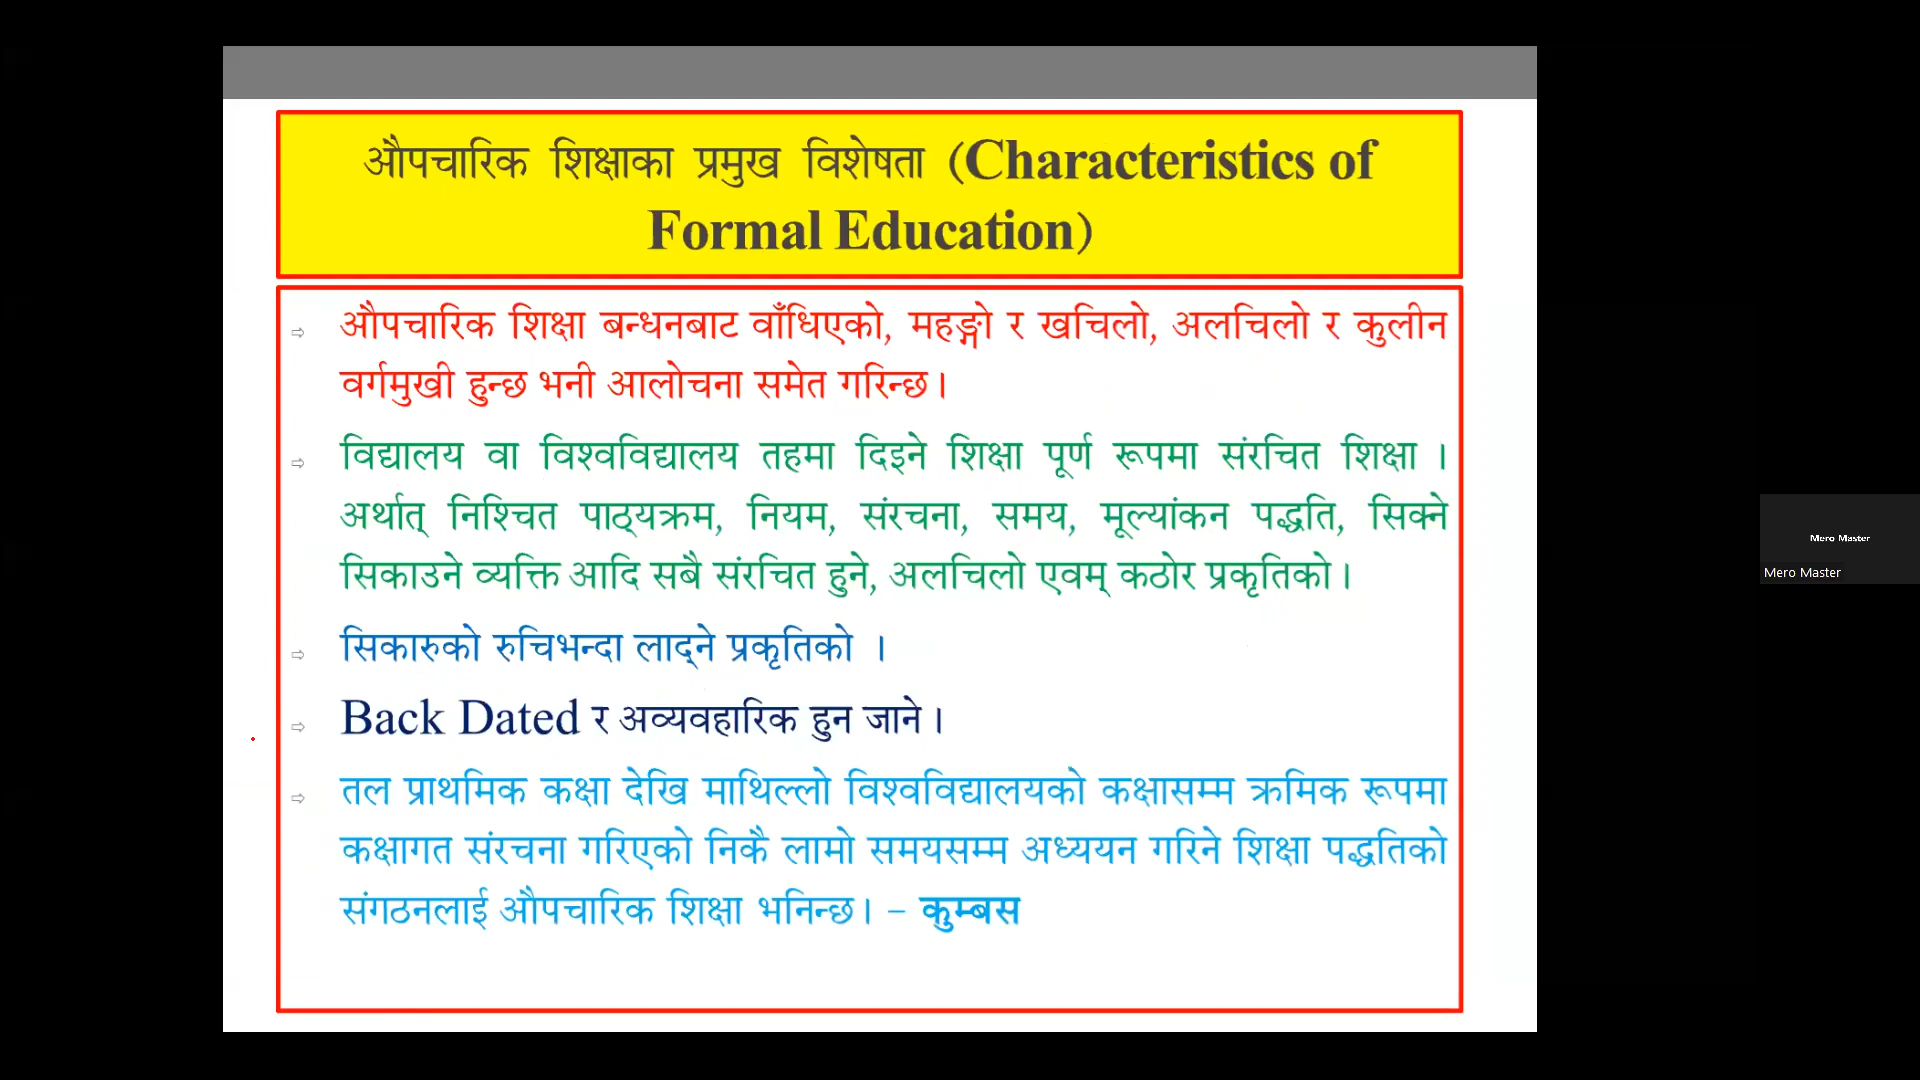 औपचारिक शिक्षाका प्रमुख विशेषता (Characteristics of
Formal Education)
⇨ औपचारिक शिक्षा बन्धनबाट वाँधिएको, महङ्गो र खचिलो, अलचिलो र कुलीन
वर्गमुखी हुन्छ भनी आलोचना समेत गरिन्छ।
⇨ विद्यालय वा विश्वविद्यालय तहमा दिइने शिक्षा पूर्ण रूपमा संरचित शिक्षा ।
अर्थात् निश्चित पाठ्यक्रम, नियम, संरचना, समय, मूल्यांकन पद्धति, सिक्ने
सिकाउने व्यक्ति आदि सबै संरचित हुने, अलचिलो एवम् कठोर प्रकृतिको।
⇨ सिकारुको रुचिभन्दा लाद्ने प्रकृतिको ।
⇨ Back Dated र अव्यवहारिक हुन जाने।
⇨ तल प्राथमिक कक्षा देखि माथिल्लो विश्वविद्यालयको कक्षासम्म क्रमिक रूपमा
कक्षागत संरचना गरिएको निकै लामो समयसम्म अध्ययन गरिने शिक्षा पद्धतिको
संगठनलाई औपचारिक शिक्षा भनिन्छ। – कुम्बस
Mero Master
Mero Master